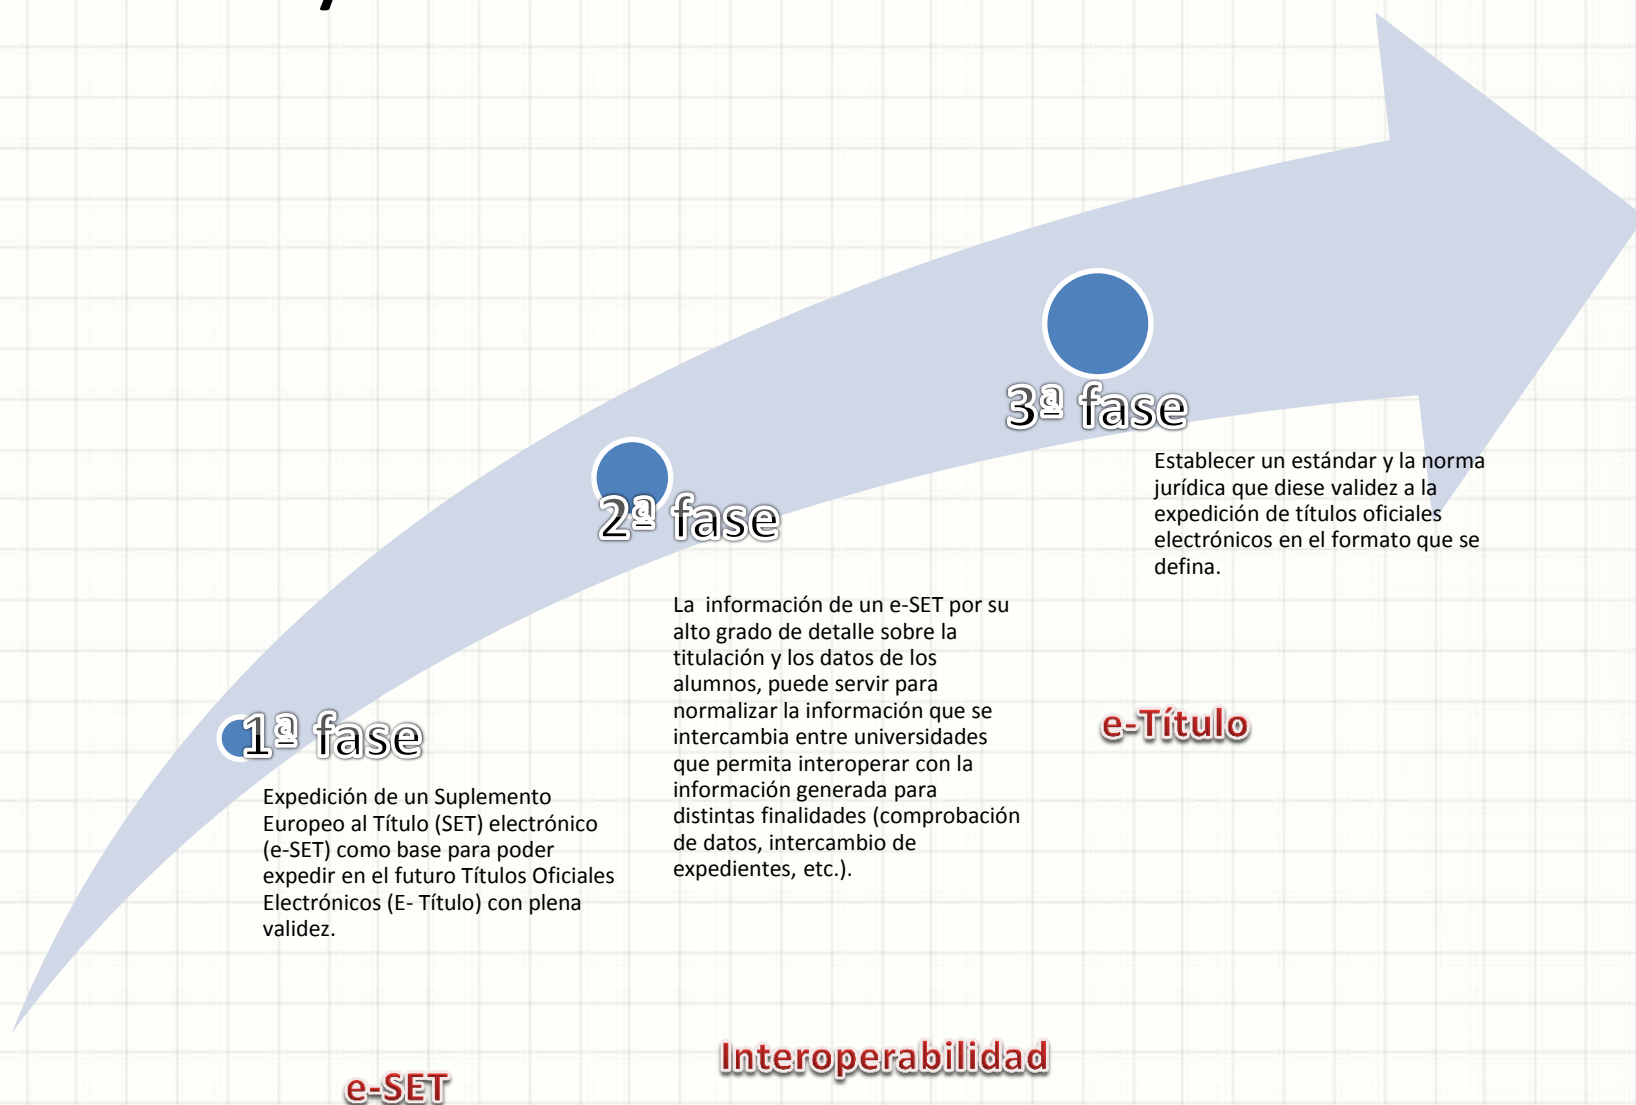 1ª fase
Expedición de un Suplemento
Europeo al Título (SET) electrónico
(e-SET) como base para poder
expedir en el futuro Títulos Oficiales
Electrónicos (E- Título) con plena
validez.
e-SET
2ª fase
La  información de un e-SET por su
alto grado de detalle sobre la
titulación y los datos de los
alumnos, puede servir para
normalizar la información que se
intercambia entre universidades
que permita interoperar con la
información generada para
distintas finalidades (comprobación
de datos, intercambio de
expedientes, etc.).
Interoperabilidad
3ª fase
Establecer un estándar y la norma
jurídica que diese validez a la
expedición de títulos oficiales
electrónicos en el formato que se
defina.
e-Título